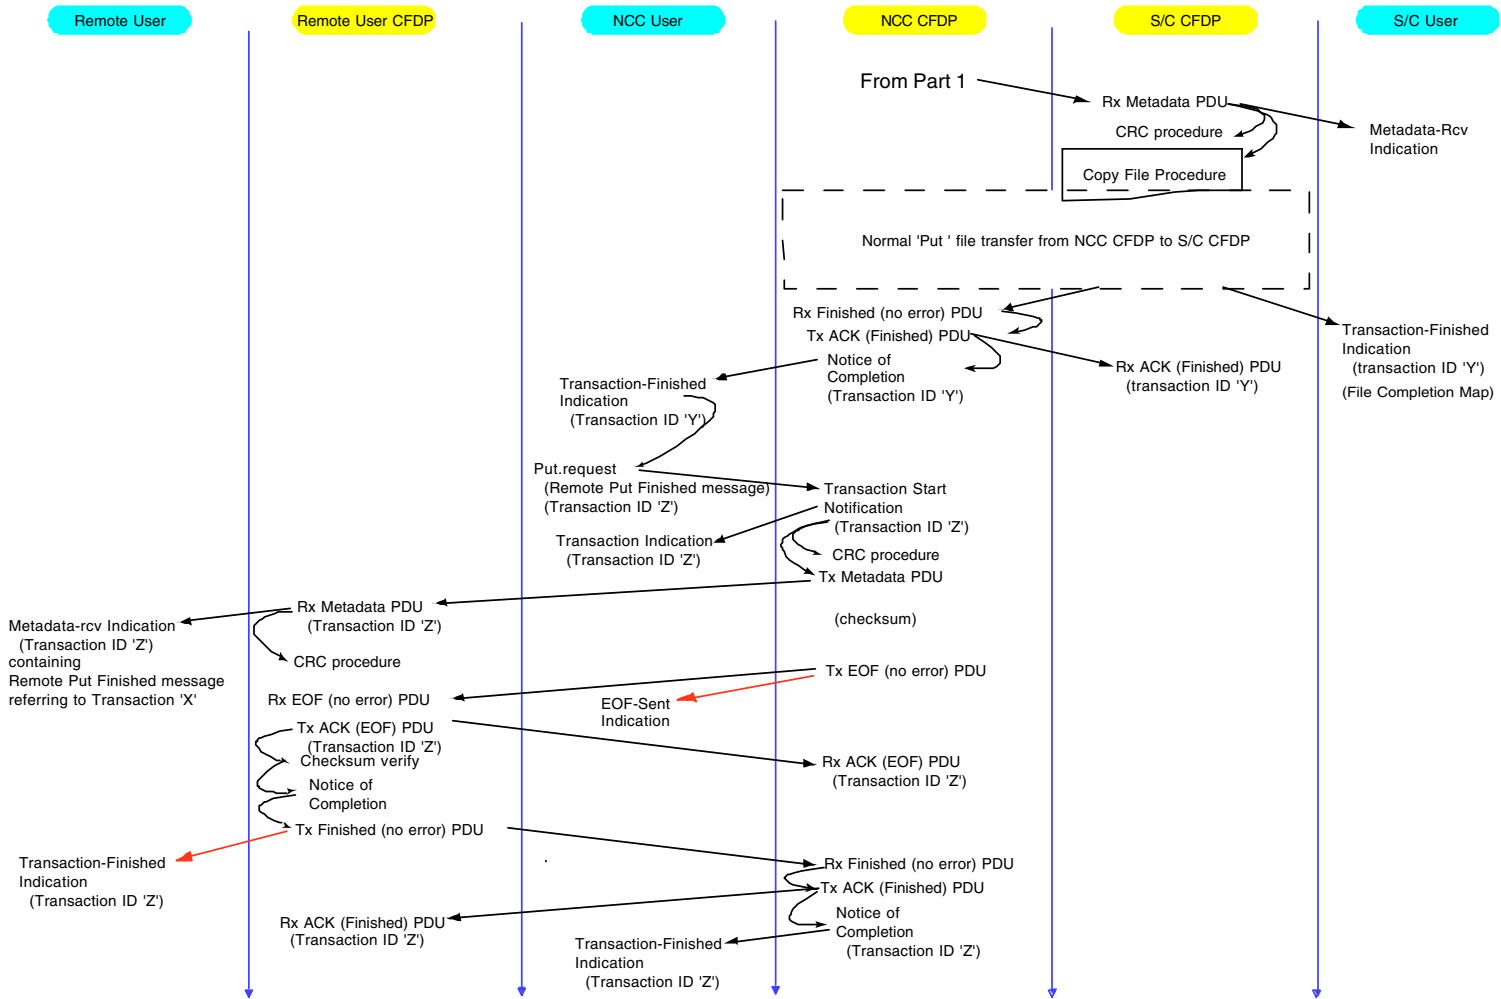 Remote User
Remote User CFDP
NCC User
NCC CFDP
S/C CFDP
S/C User
From Part 1
Rx Metadata PDU
CRC procedure
Metadata-Rcv
Indication
Copy File Procedure
Normal 'Put ' file transfer from NCC CFDP to S/C CFDP
Rx Finished (no error) PDU
Tx ACK (Finished) PDU
Notice of
Completion
(Transaction ID 'Y')
Rx ACK (Finished) PDU
(transaction ID 'Y')
Transaction-Finished
Indication
(transaction ID 'Y')
(File Completion Map)
Transaction-Finished
Indication
(Transaction ID 'Y')
Put.request
(Remote Put Finished message)
(Transaction ID 'Z')
Transaction Start
Notification
(Transaction ID 'Z')
Transaction Indication
(Transaction ID 'Z')
CRC procedure
Tx Metadata PDU
(checksum)
Rx Metadata PDU
(Transaction ID 'Z')
CRC procedure
Metadata-rcv Indication
(Transaction ID 'Z')
containing
Remote Put Finished message
referring to Transaction 'X'
Tx EOF (no error) PDU
EOF-Sent
Indication
Rx EOF (no error) PDU
Tx ACK (EOF) PDU
(Transaction ID 'Z')
Checksum verify
Notice of
Completion
Tx Finished (no error) PDU
Rx ACK (EOF) PDU
(Transaction ID 'Z')
Transaction-Finished
Indication
(Transaction ID 'Z')
Rx Finished (no error) PDU
Tx ACK (Finished) PDU
Notice of
Completion
(Transaction ID 'Z')
Rx ACK (Finished) PDU
(Transaction ID 'Z')
Transaction-Finished
Indication
(Transaction ID 'Z')